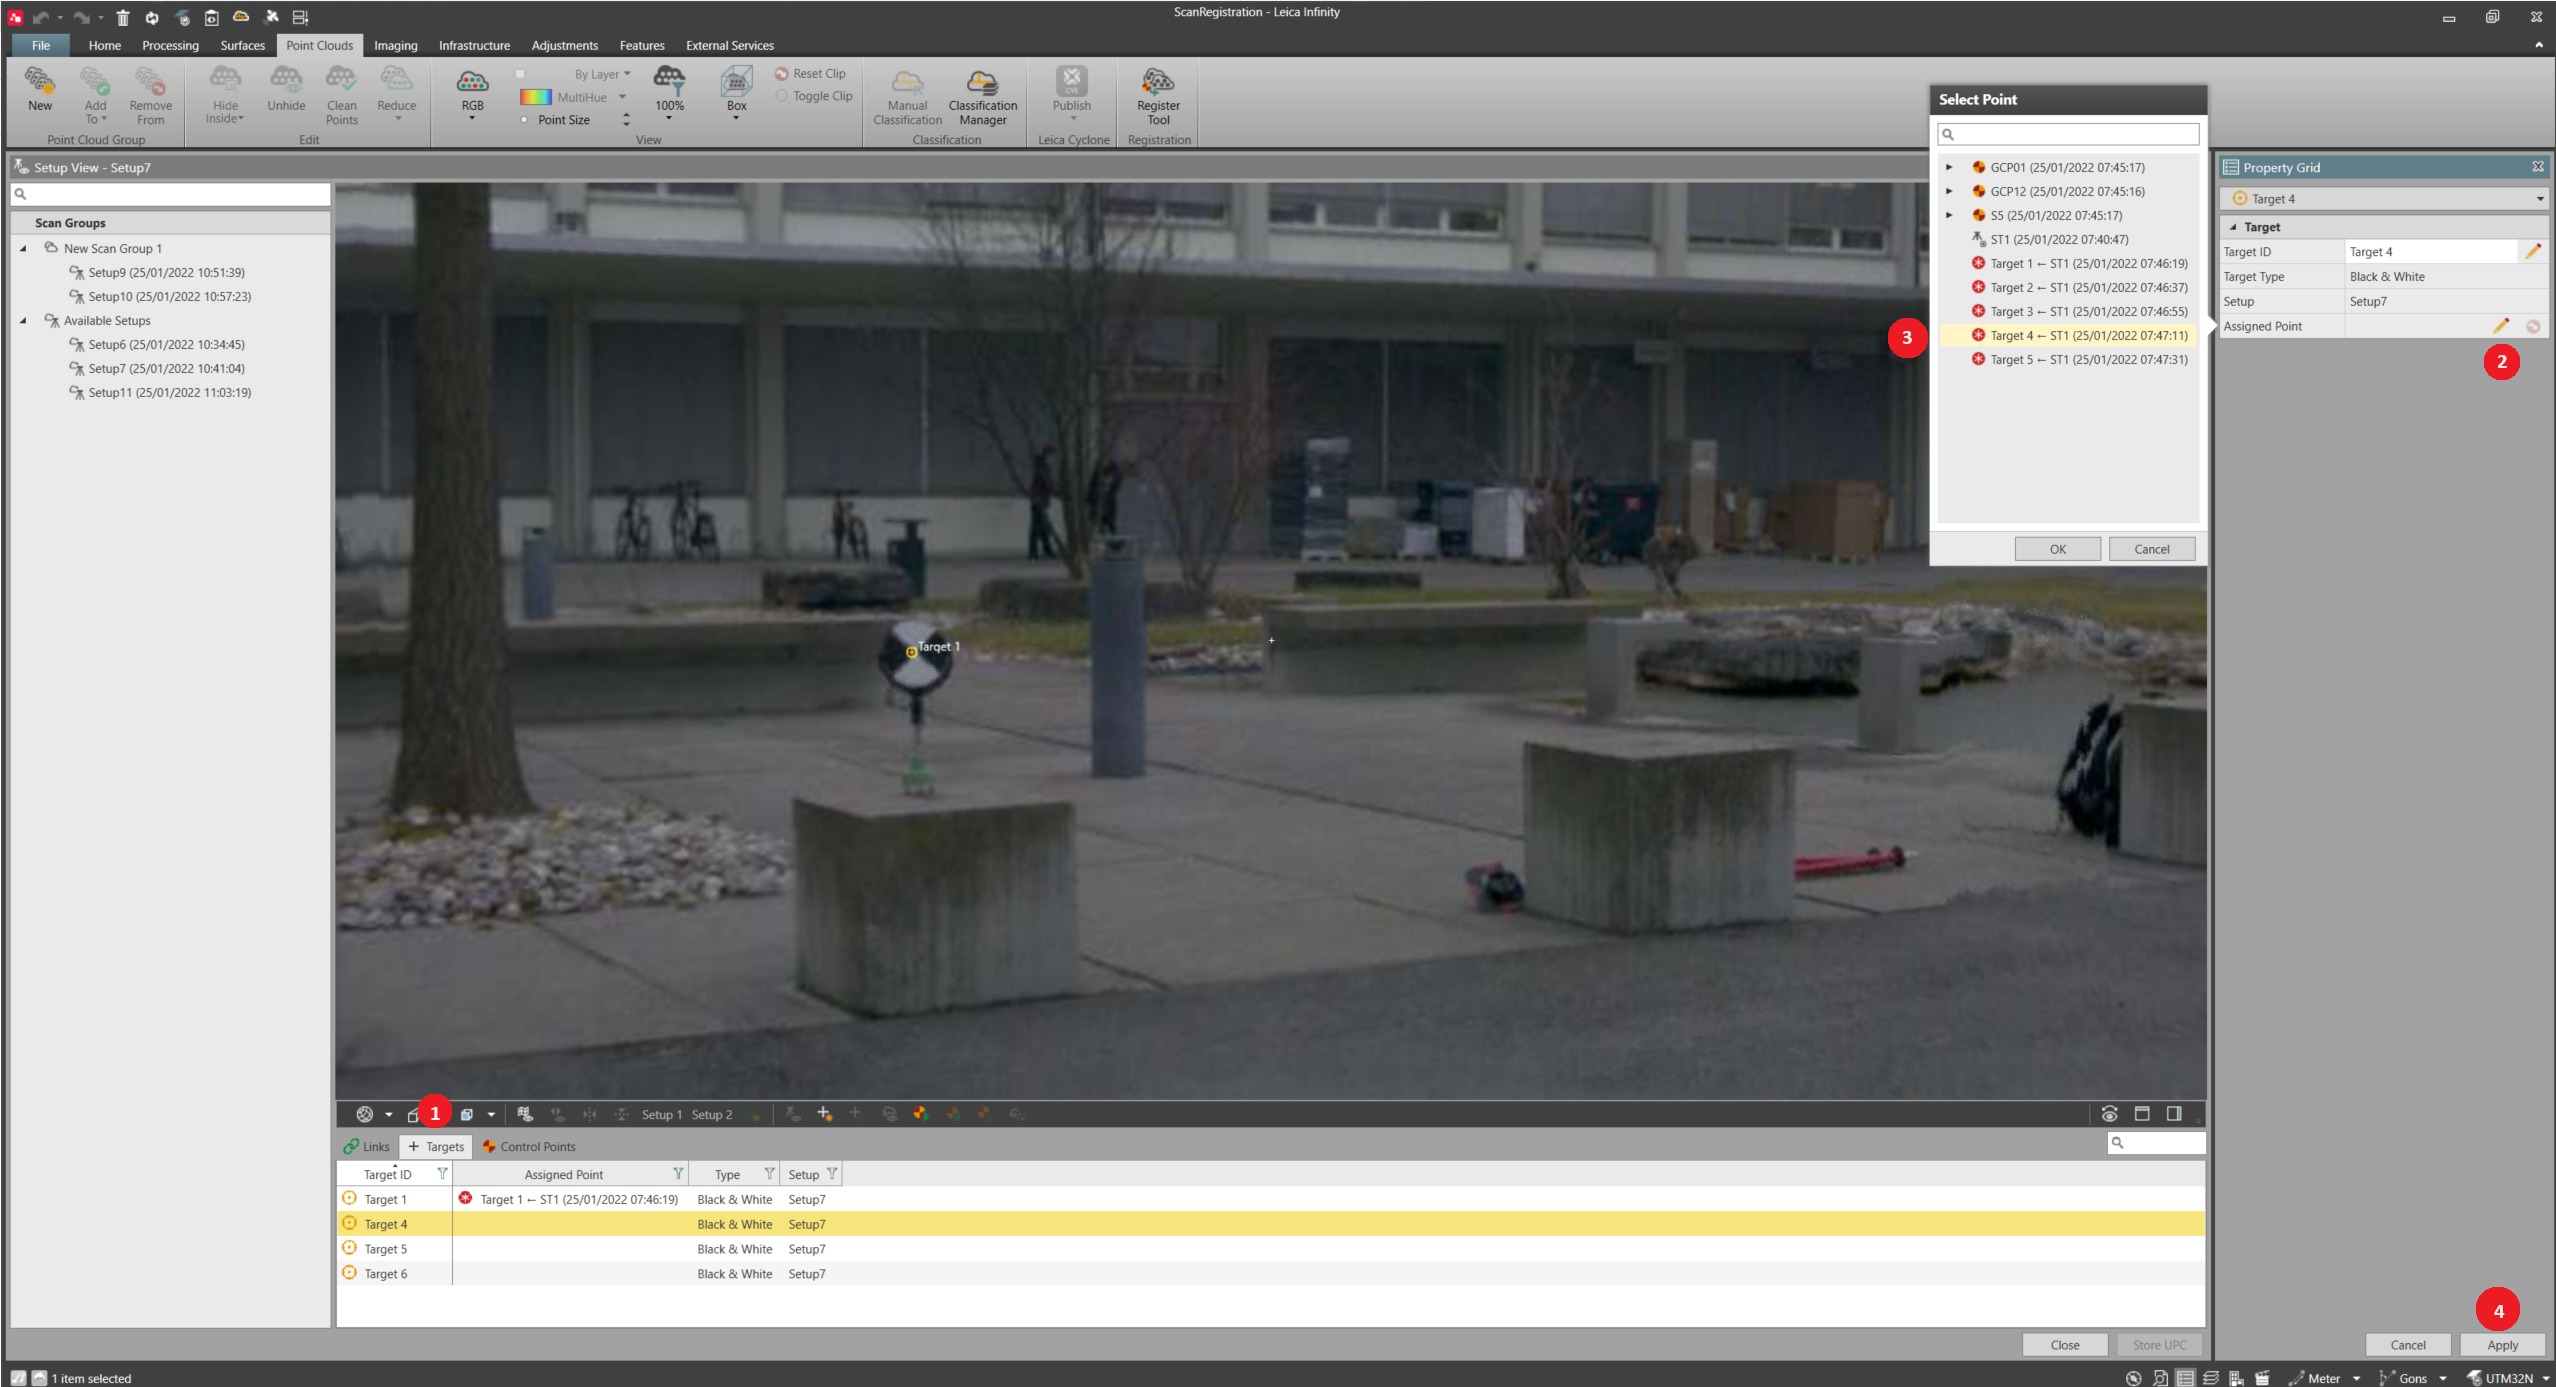 ScanRegistration - Leica Infinity
File Home Processing Surfaces Point Clouds Imaging Infrastructure Adjustments Features External Services
New
Add To
Remove From
Point Cloud Group
Hide Inside
Unhide
Clean Points
Reduce
Edit
RGB
By Layer
MultiHue
Point Size
100%
Box
Reset Clip
Toggle Clip
View
Manual Classification
Classification Manager
Classification
Publish
Leica Cyclone
Register Tool
Registration
Setup View - Setup7
Scan Groups
New Scan Group 1
Setup9 (25/01/2022 10:51:39)
Setup10 (25/01/2022 10:57:23)
Available Setups
Setup6 (25/01/2022 10:34:45)
Setup7 (25/01/2022 10:41:04)
Setup11 (25/01/2022 11:03:19)
Target 1
Select Point
GCP01 (25/01/2022 07:45:17)
GCP12 (25/01/2022 07:45:16)
S5 (25/01/2022 07:45:17)
ST1 (25/01/2022 07:40:47)
Target 1 ← ST1 (25/01/2022 07:46:19)
Target 2 ← ST1 (25/01/2022 07:46:37)
Target 3 ← ST1 (25/01/2022 07:46:55)
3
Target 4 ← ST1 (25/01/2022 07:47:11)
Target 5 ← ST1 (25/01/2022 07:47:31)
OK Cancel
Property Grid
Target 4
Target
Target ID Target 4
Target Type Black & White
Setup Setup7
Assigned Point
2
1
Setup 1 Setup 2
Links Targets Control Points
Target ID Assigned Point Type Setup
Target 1 Target 1 ← ST1 (25/01/2022 07:46:19) Black & White Setup7
Target 4 Black & White Setup7
Target 5 Black & White Setup7
Target 6 Black & White Setup7
4
Close Store UPC
Cancel Apply
1 item selected
Meter Gons UTM32N